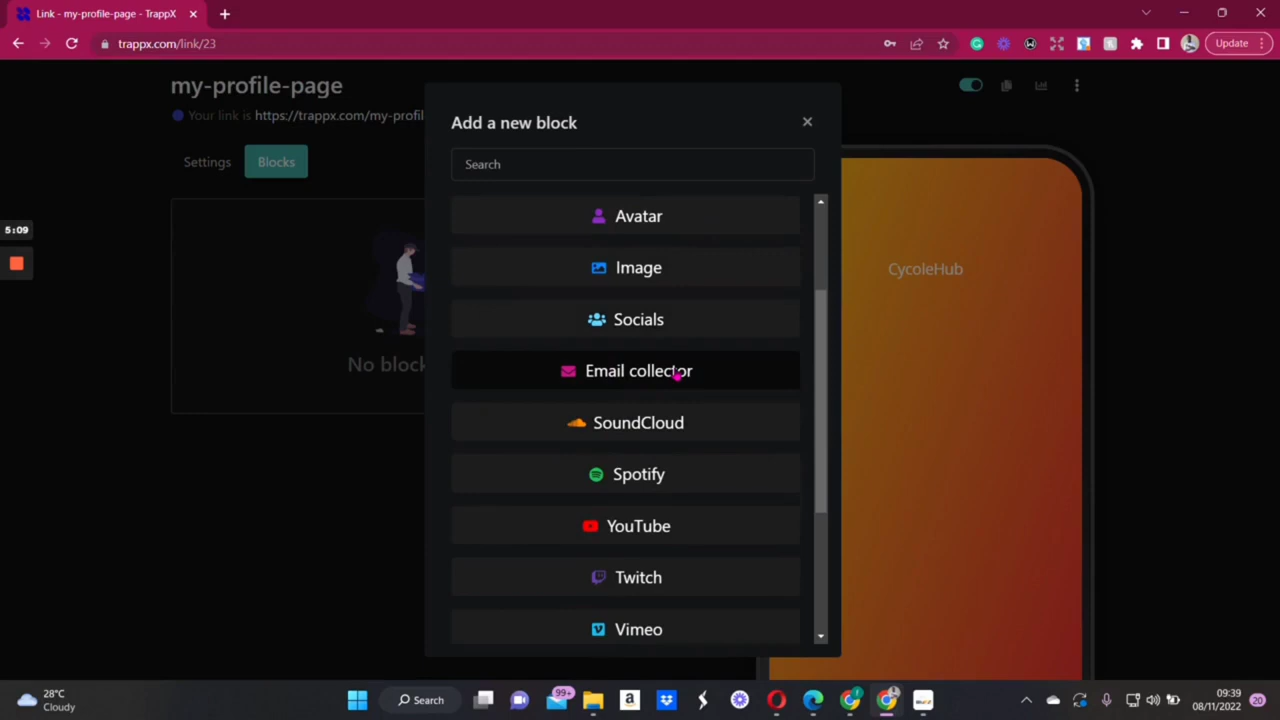 Link - my-profile-page - TrappX
trappx.com/link/23
Update
my-profile-page
Your link is https://trappx.com/my-profil
Settings
Blocks
No block
Add a new block
Search
Avatar
Image
Socials
Email collector
SoundCloud
Spotify
YouTube
Twitch
Vimeo
CycoleHub
5:09
28°C
Cloudy
Search
99+
09:39
08/11/2022
20